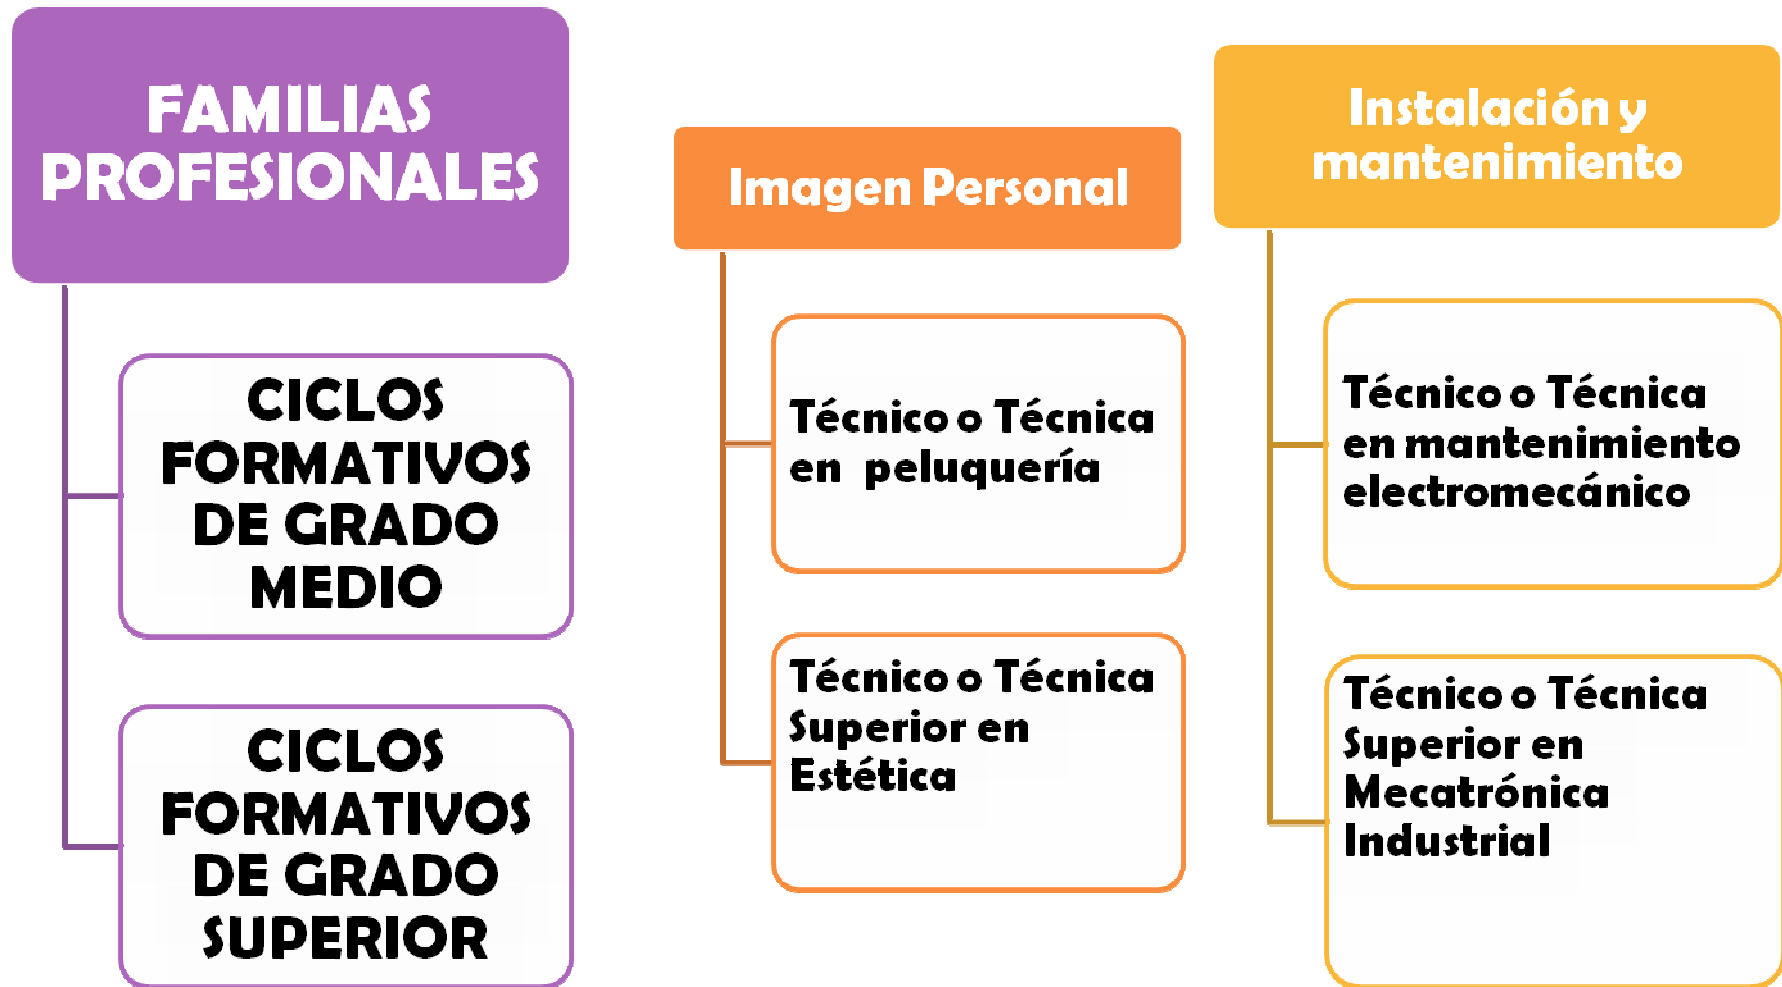 FAMILIAS
PROFESIONALES
CICLOS
FORMATIVOS
DE GRADO
MEDIO
CICLOS
FORMATIVOS
DE GRADO
SUPERIOR
Imagen Personal
Técnico o Técnica
en peluquería
Técnico o Técnica
Superior en
Estética
Instalación y
mantenimiento
Técnico o Técnica
en mantenimiento
electromecánico
Técnico o Técnica
Superior en
Mecatrónica
Industrial